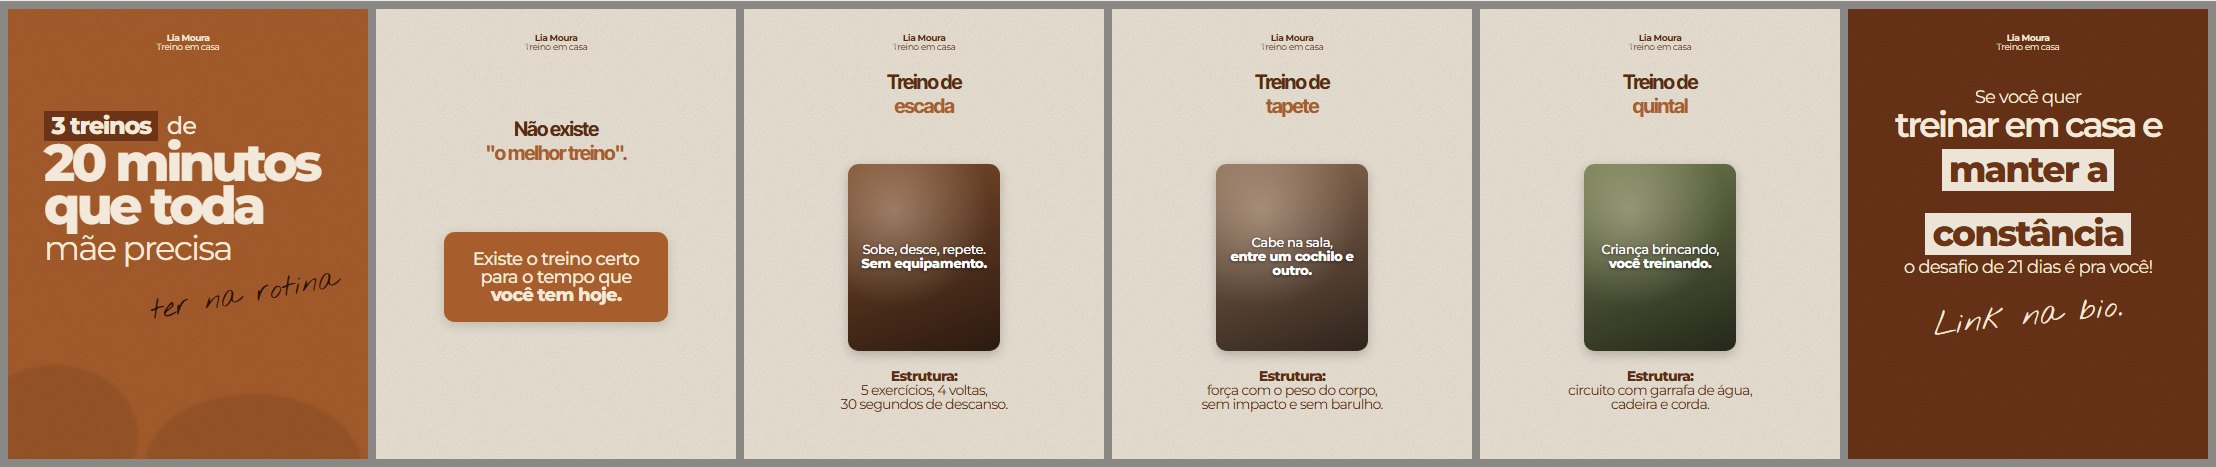 Lia Moura
Treino em casa
3 treinos de
20 minutos
que toda
mãe precisa
ter na rotina
Lia Moura
Treino em casa
Não existe
"o melhor treino".
Existe o treino certo
para o tempo que
você tem hoje.
Lia Moura
Treino em casa
Treino de
escada
Sobe, desce, repete.
Sem equipamento.
Estrutura:
5 exercícios, 4 voltas,
30 segundos de descanso.
Lia Moura
Treino em casa
Treino de
tapete
Cabe na sala,
entre um cochilo e
outro.
Estrutura:
força com o peso do corpo,
sem impacto e sem barulho.
Lia Moura
Treino em casa
Treino de
quintal
Criança brincando,
você treinando.
Estrutura:
circuito com garrafa de água,
cadeira e corda.
Lia Moura
Treino em casa
Se você quer
treinar em casa e
manter a
constância
o desafio de 21 dias é pra você!
Link na bio.